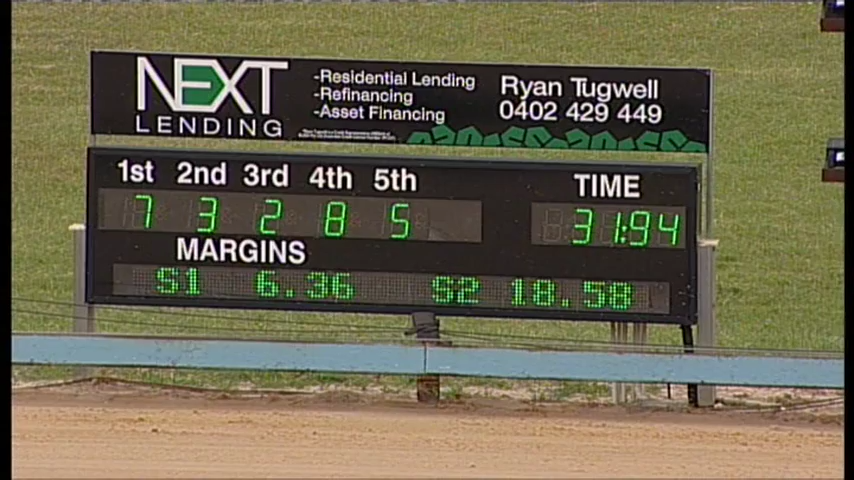 NEXT
LENDING
-Residential Lending
-Refinancing
-Asset Financing
Ryan Tugwell
0402 429 449
1st 2nd 3rd 4th 5th
TIME
7 3 2 8 5
31:94
MARGINS
S1 6.36 S2 18.58